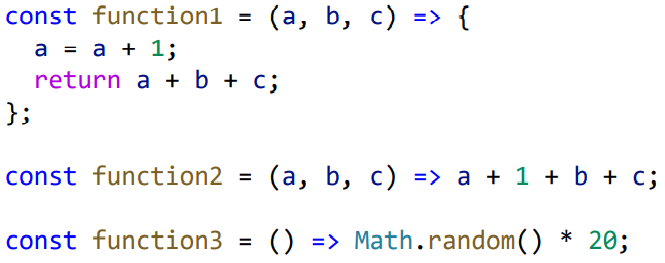 const function1 = (a, b, c) => {
  a = a + 1;
  return a + b + c;
};

const function2 = (a, b, c) => a + 1 + b + c;

const function3 = () => Math.random() * 20;